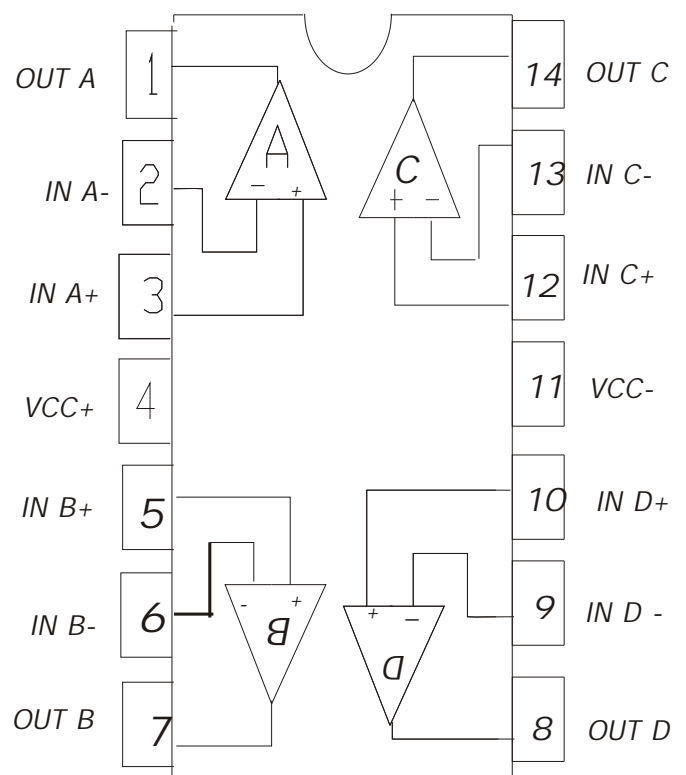 OUT A 1 14 OUT C
A C
IN A- 2 - + + - 13 IN C-
IN A+ 3 12 IN C+
VCC+ 4 11 VCC-
IN B+ 5 10 IN D+
IN B- 6 - + + - 9 IN D -
B D
OUT B 7 8 OUT D